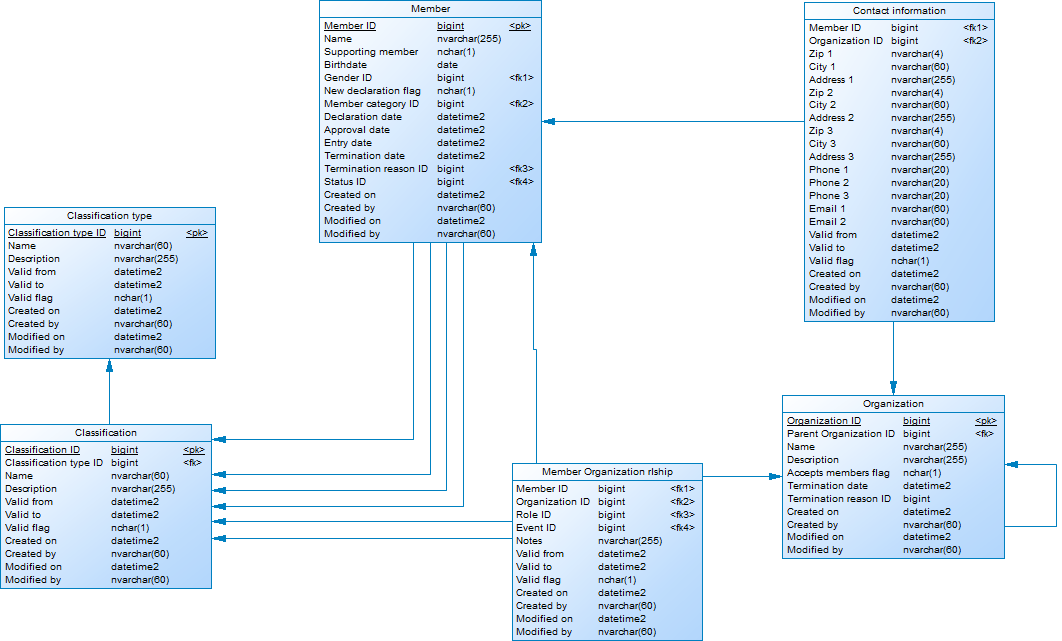 Member
Member ID bigint <pk>
Name nvarchar(255)
Supporting member nchar(1)
Birthdate date
Gender ID bigint <fk1>
New declaration flag nchar(1)
Member category ID bigint <fk2>
Declaration date datetime2
Approval date datetime2
Entry date datetime2
Termination date datetime2
Termination reason ID bigint <fk3>
Status ID bigint <fk4>
Created on datetime2
Created by nvarchar(60)
Modified on datetime2
Modified by nvarchar(60)
Contact information
Member ID bigint <fk1>
Organization ID bigint <fk2>
Zip 1 nvarchar(4)
City 1 nvarchar(60)
Address 1 nvarchar(255)
Zip 2 nvarchar(4)
City 2 nvarchar(60)
Address 2 nvarchar(255)
Zip 3 nvarchar(4)
City 3 nvarchar(60)
Address 3 nvarchar(255)
Phone 1 nvarchar(20)
Phone 2 nvarchar(20)
Phone 3 nvarchar(20)
Email 1 nvarchar(60)
Email 2 nvarchar(60)
Valid from datetime2
Valid to datetime2
Valid flag nchar(1)
Created on datetime2
Created by nvarchar(60)
Modified on datetime2
Modified by nvarchar(60)
Classification type
Classification type ID bigint <pk>
Name nvarchar(60)
Description nvarchar(255)
Valid from datetime2
Valid to datetime2
Valid flag nchar(1)
Created on datetime2
Created by nvarchar(60)
Modified on datetime2
Modified by nvarchar(60)
Classification
Classification ID bigint <pk>
Classification type ID bigint <fk>
Name nvarchar(60)
Description nvarchar(255)
Valid from datetime2
Valid to datetime2
Valid flag nchar(1)
Created on datetime2
Created by nvarchar(60)
Modified on datetime2
Modified by nvarchar(60)
Member Organization rlship
Member ID bigint <fk1>
Organization ID bigint <fk2>
Role ID bigint <fk3>
Event ID bigint <fk4>
Notes nvarchar(255)
Valid from datetime2
Valid to datetime2
Valid flag nchar(1)
Created on datetime2
Created by nvarchar(60)
Modified on datetime2
Modified by nvarchar(60)
Organization
Organization ID bigint <pk>
Parent Organization ID bigint <fk>
Name nvarchar(255)
Description nvarchar(255)
Accepts members flag nchar(1)
Termination date datetime2
Termination reason ID bigint
Created on datetime2
Created by nvarchar(60)
Modified on datetime2
Modified by nvarchar(60)